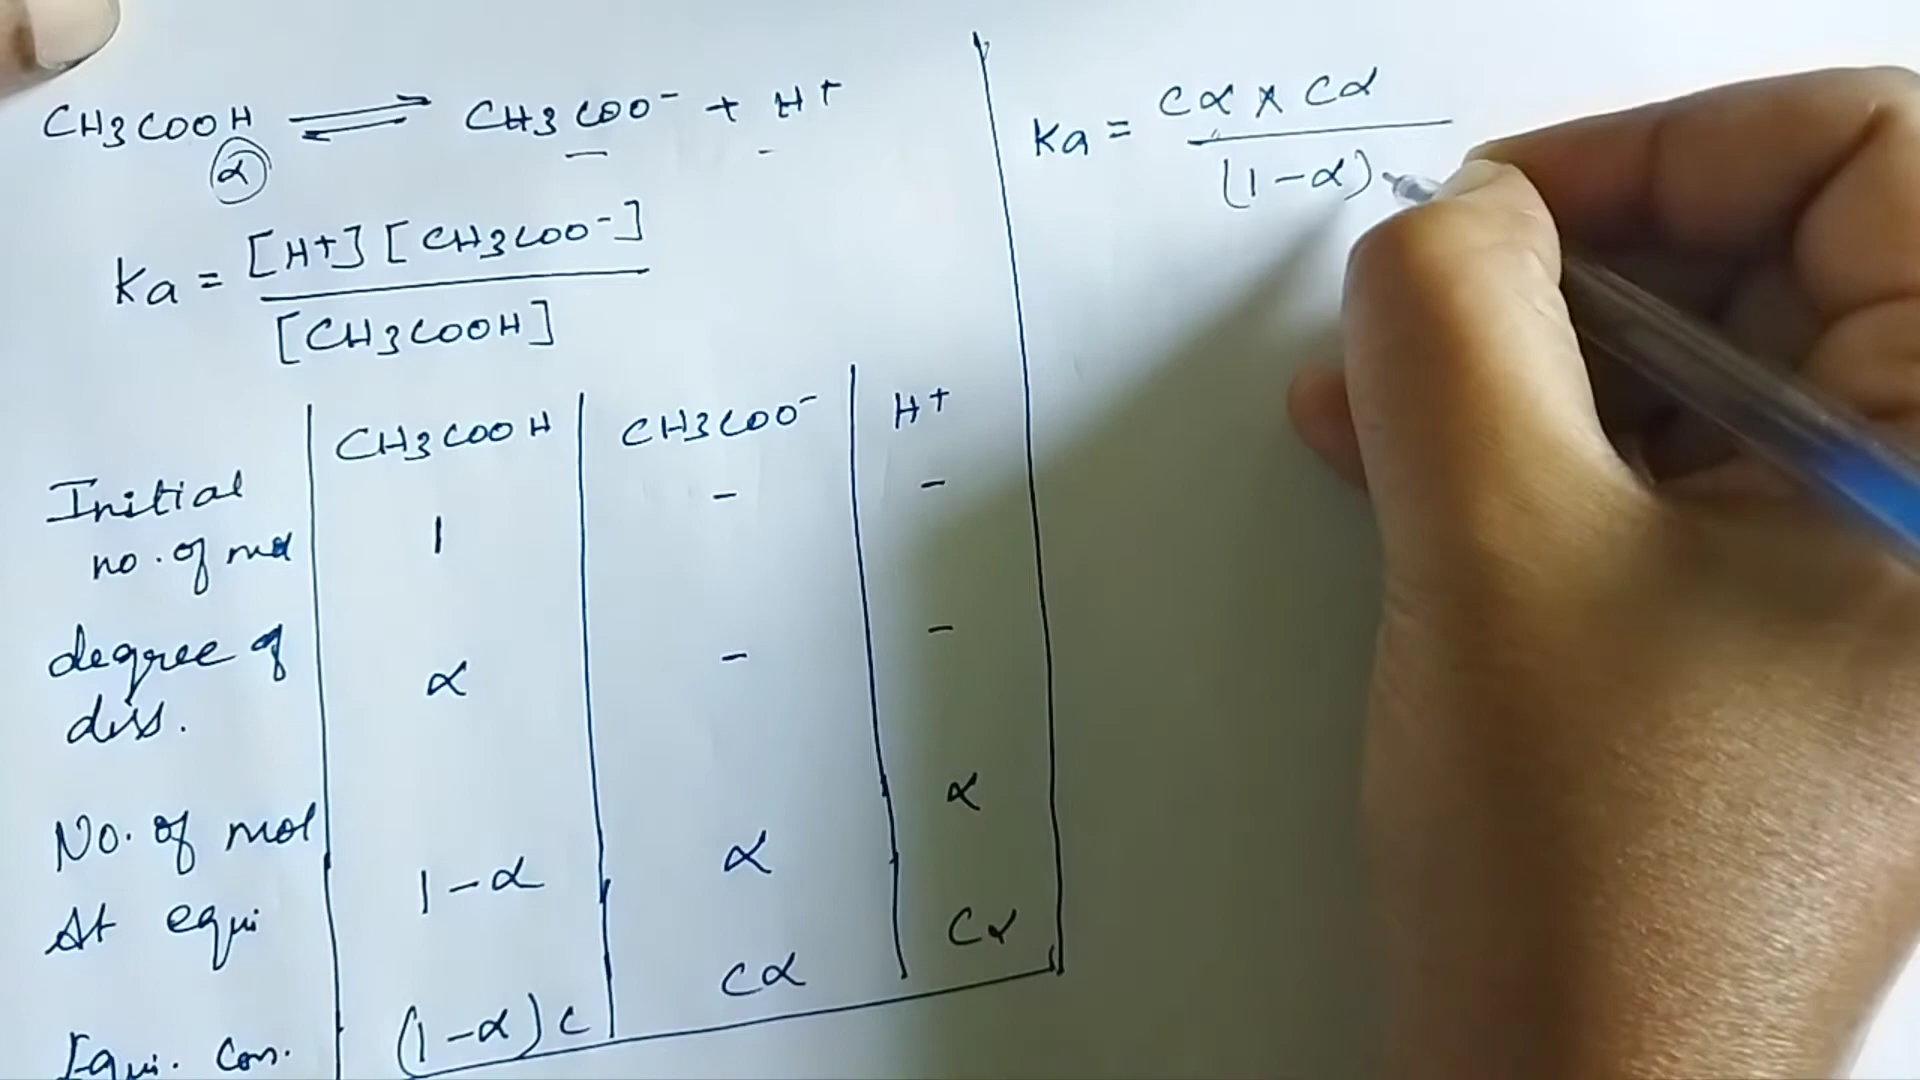 CH3COOH ⇌ CH3COO⁻ + H⁺
α
Ka = [H+] [CH3COO⁻]
[CH3COOH]
CH3COOH CH3COO⁻ H⁺
Initial
no. of mol 1 - -
degree of
diss. α - -
No. of mol
At equi 1-α α α
Equi. Con. (1-α) C Cα Cα
Ka = Cα × Cα
(1-α)